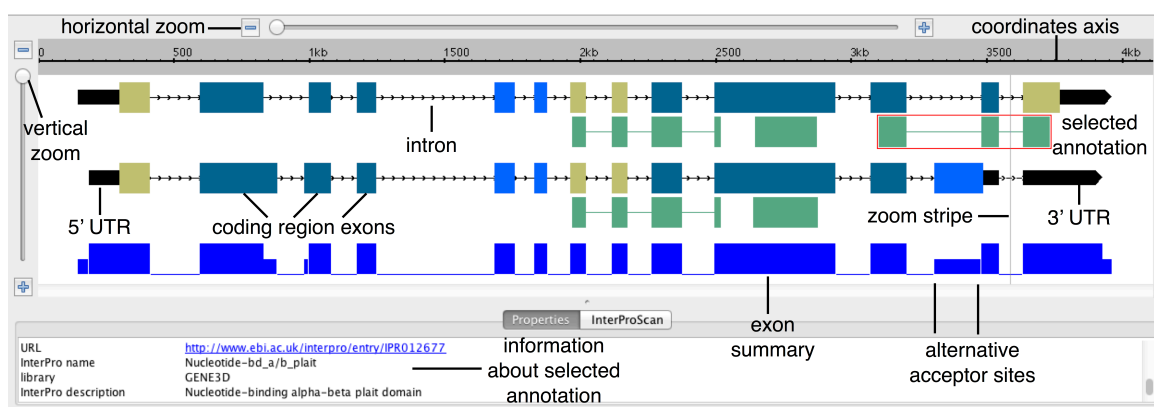 horizontal zoom
coordinates axis
0 500 1kb 1500 2kb 2500 3kb 3500 4kb
vertical
zoom
intron
selected
annotation
5' UTR
coding region exons
zoom stripe
3' UTR
Properties InterProScan
exon
summary
alternative
acceptor sites
URL http://www.ebi.ac.uk/interpro/entry/IPR012677
InterPro name Nucleotide-bd_a/b_plait
library GENE3D
InterPro description Nucleotide-binding alpha-beta plait domain
information
about selected
annotation